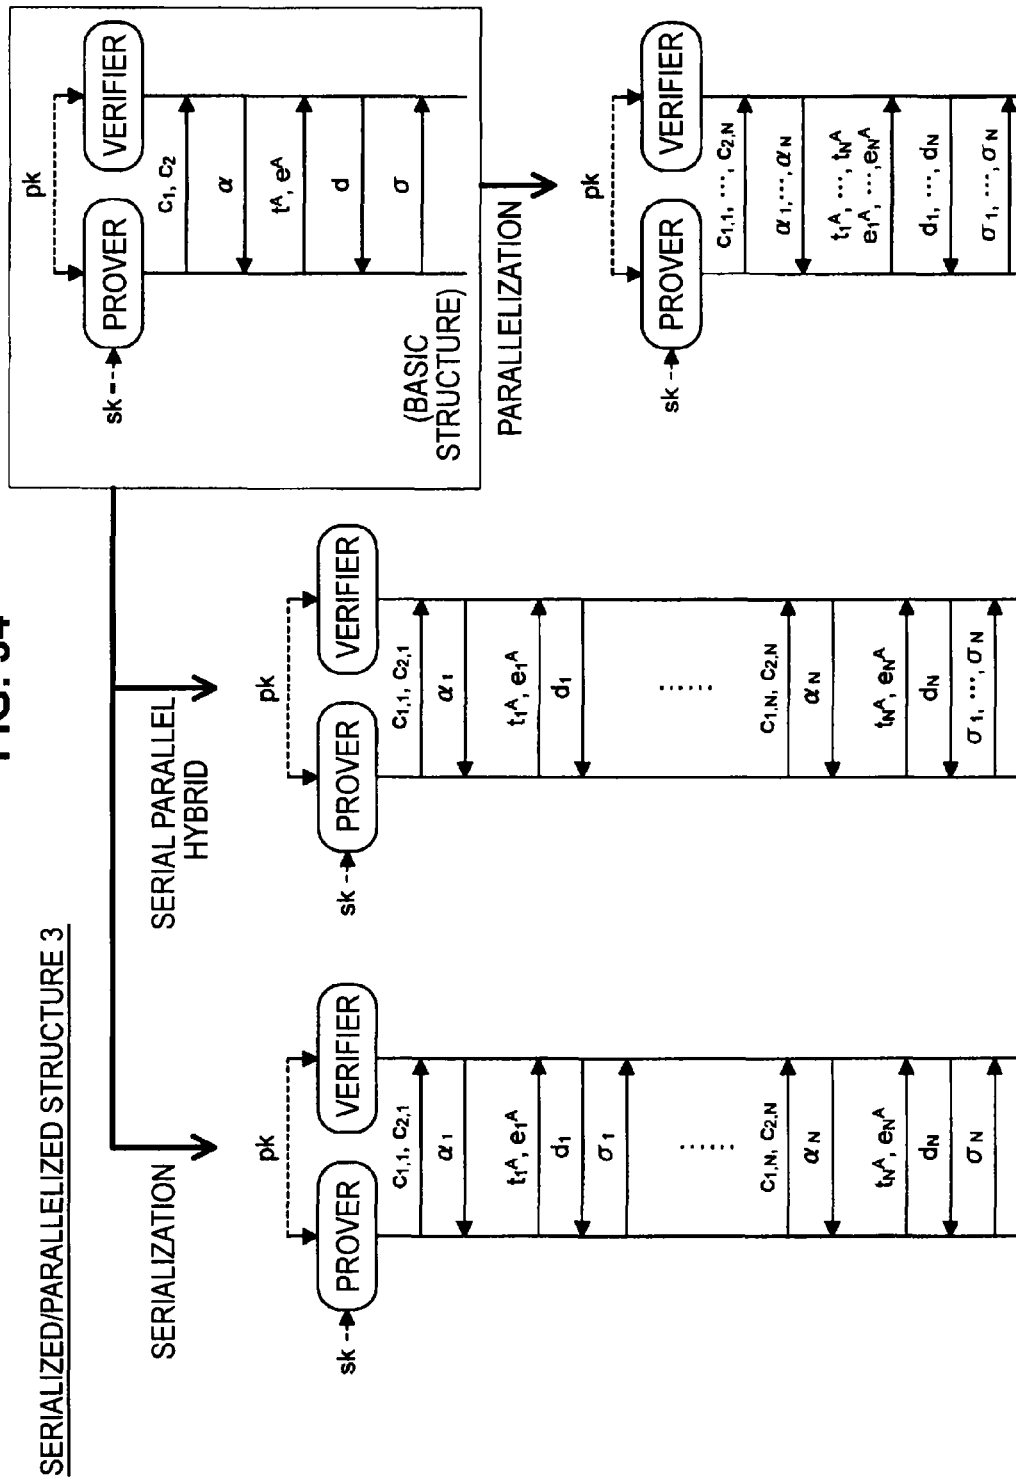 SERIALIZED/PARALLELIZED STRUCTURE 3
SERIALIZATION
pk
sk
PROVER
VERIFIER
c1,1, c2,1
α1
t1^A, e1^A
d1
σ1
......
c1,N, c2,N
αN
tN^A, eN^A
dN
σN
SERIAL PARALLEL
HYBRID
pk
sk
PROVER
VERIFIER
c1,1, c2,1
α1
t1^A, e1^A
d1
......
c1,N, c2,N
αN
tN^A, eN^A
dN
σ1, ..., σN
pk
sk
PROVER
VERIFIER
c1, c2
α
t^A, e^A
d
σ
(BASIC
STRUCTURE)
PARALLELIZATION
pk
sk
PROVER
VERIFIER
c1,1, ..., c2,N
α1, ..., αN
t1^A, ..., tN^A
e1^A, ..., eN^A
d1, ..., dN
σ1, ..., σN